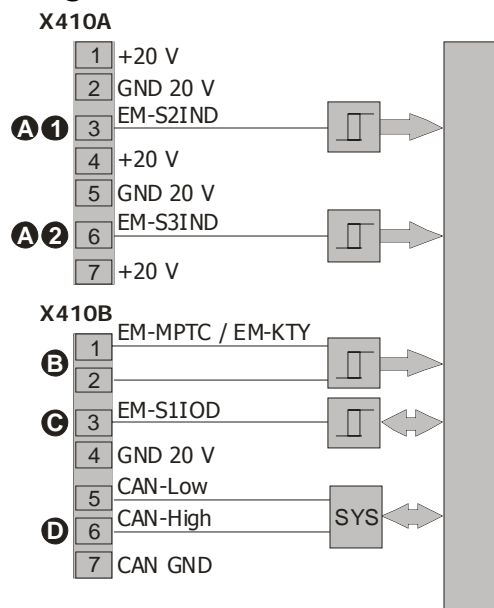 X410A
1 +20 V
2 GND 20 V
A 1 3 EM-S2IND
4 +20 V
5 GND 20 V
A 2 6 EM-S3IND
7 +20 V
X410B
1 EM-MPTC / EM-KTY
B
2
C 3 EM-S1IOD
4 GND 20 V
5 CAN-Low
SYS
D 6 CAN-High
7 CAN GND